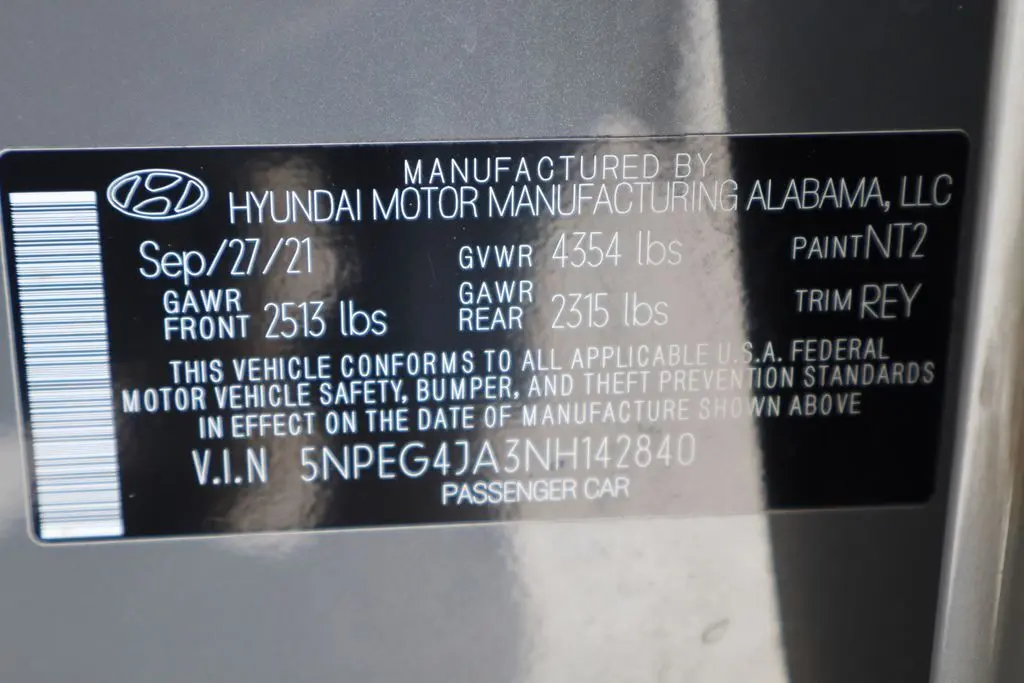 MANUFACTURED BY
HYUNDAI MOTOR MANUFACTURING ALABAMA, LLC
Sep/27/21 GVWR 4354 lbs PAINT NT2
GAWR FRONT 2513 lbs GAWR REAR 2315 lbs TRIM REY
THIS VEHICLE CONFORMS TO ALL APPLICABLE U.S.A. FEDERAL
MOTOR VEHICLE SAFETY, BUMPER, AND THEFT PREVENTION STANDARDS
IN EFFECT ON THE DATE OF MANUFACTURE SHOWN ABOVE
V.I.N 5NPEG4JA3NH142840
PASSENGER CAR